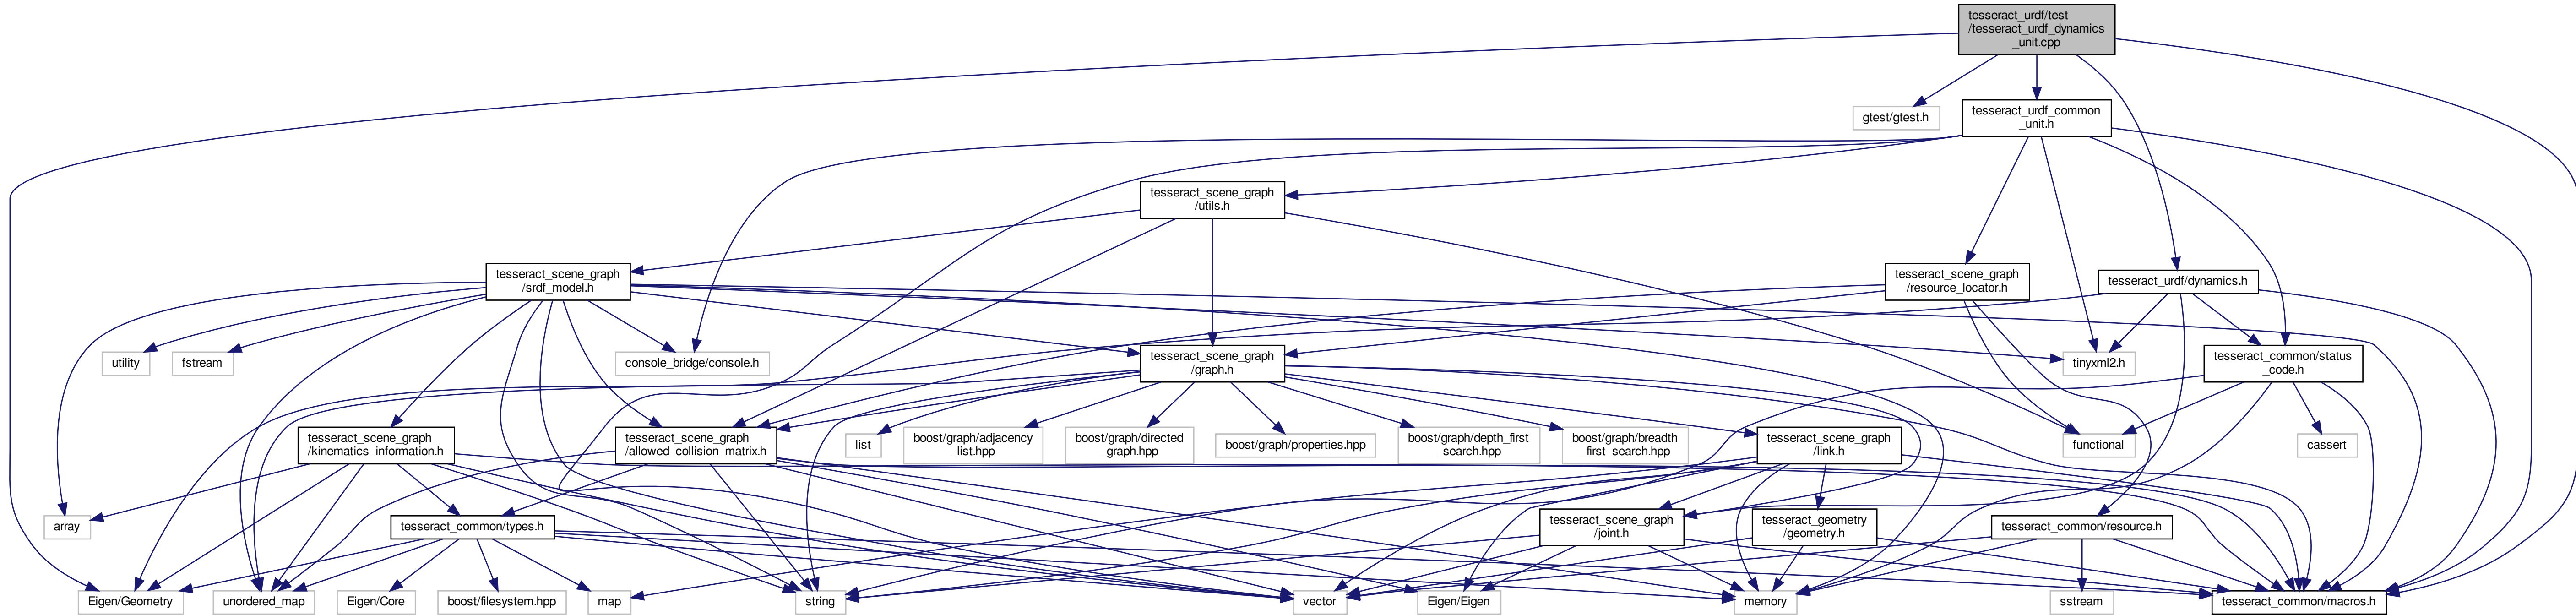 tesseract_urdf/test
/tesseract_urdf_dynamics
_unit.cpp
gtest/gtest.h
tesseract_urdf_common
_unit.h
tesseract_scene_graph
/utils.h
tesseract_scene_graph
/srdf_model.h
tesseract_scene_graph
/resource_locator.h
tesseract_urdf/dynamics.h
utility
fstream
console_bridge/console.h
tesseract_scene_graph
/graph.h
tinyxml2.h
tesseract_common/status
_code.h
tesseract_scene_graph
/kinematics_information.h
tesseract_scene_graph
/allowed_collision_matrix.h
list
boost/graph/adjacency
_list.hpp
boost/graph/directed
_graph.hpp
boost/graph/properties.hpp
boost/graph/depth_first
_search.hpp
boost/graph/breadth
_first_search.hpp
tesseract_scene_graph
/link.h
functional
cassert
array
tesseract_common/types.h
tesseract_scene_graph
/joint.h
tesseract_geometry
/geometry.h
tesseract_common/resource.h
Eigen/Geometry
unordered_map
Eigen/Core
boost/filesystem.hpp
map
string
vector
Eigen/Eigen
memory
sstream
tesseract_common/macros.h